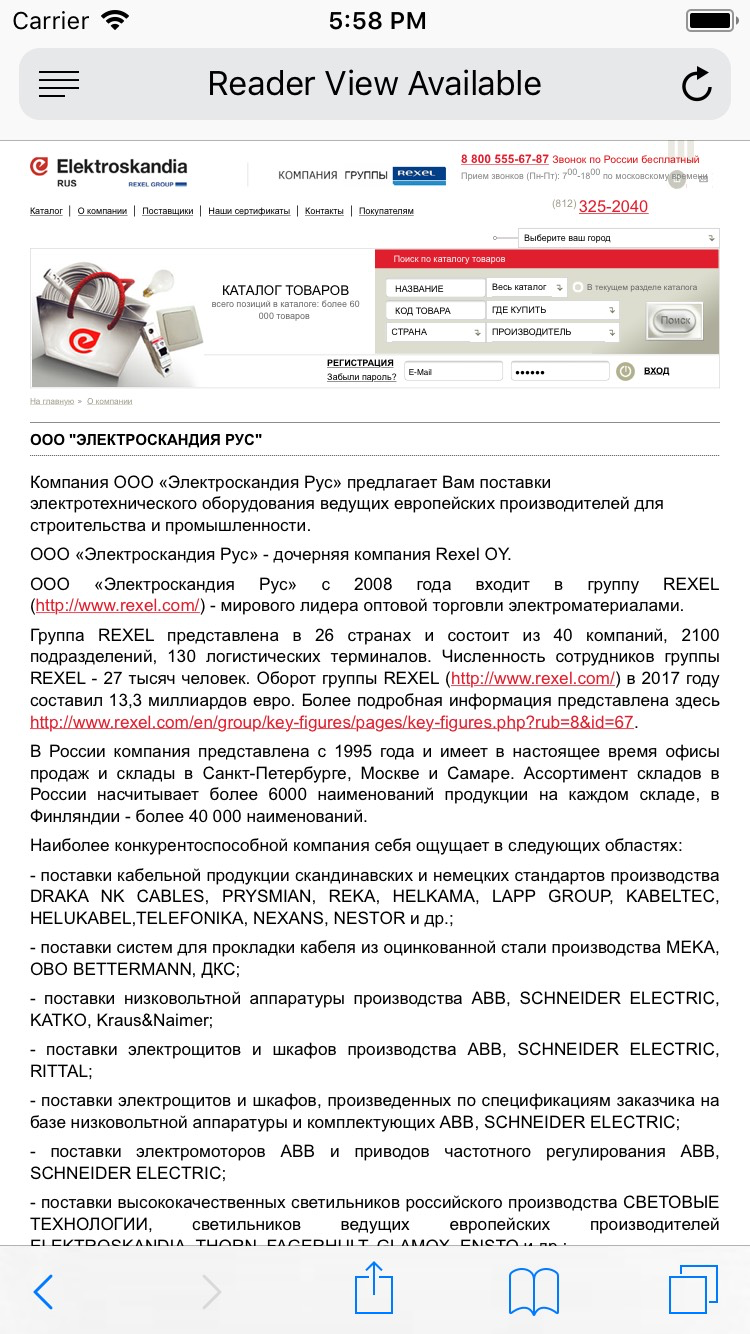 Carrier 5:58 PM
Reader View Available
Elektroskandia
RUS REXEL GROUP
КОМПАНИЯ ГРУППЫ REXEL
8 800 555-67-87 Звонок по России бесплатный
Прием звонков (Пн-Пт): 700-1800 по московскому времени
(812) 325-2040
Каталог | О компании | Поставщики | Наши сертификаты | Контакты | Покупателям
Выберите ваш город
КАТАЛОГ ТОВАРОВ
всего позиций в каталоге: более 60
000 товаров
Поиск по каталогу товаров
НАЗВАНИЕ Весь каталог В текущем разделе каталога
КОД ТОВАРА ГДЕ КУПИТЬ Поиск
СТРАНА ПРОИЗВОДИТЕЛЬ
РЕГИСТРАЦИЯ
Забыли пароль? E-Mail •••••• ВХОД
На главную » О компании
ООО "ЭЛЕКТРОСКАНДИЯ РУС"
Компания ООО «Электроскандия Рус» предлагает Вам поставки
электротехнического оборудования ведущих европейских производителей для
строительства и промышленности.
ООО «Электроскандия Рус» - дочерняя компания Rexel OY.
ООО «Электроскандия Рус» с 2008 года входит в группу REXEL
(http://www.rexel.com/) - мирового лидера оптовой торговли электроматериалами.
Группа REXEL представлена в 26 странах и состоит из 40 компаний, 2100
подразделений, 130 логистических терминалов. Численность сотрудников группы
REXEL - 27 тысяч человек. Оборот группы REXEL (http://www.rexel.com/) в 2017 году
составил 13,3 миллиардов евро. Более подробная информация представлена здесь
http://www.rexel.com/en/group/key-figures/pages/key-figures.php?rub=8&id=67.
В России компания представлена с 1995 года и имеет в настоящее время офисы
продаж и склады в Санкт-Петербурге, Москве и Самаре. Ассортимент складов в
России насчитывает более 6000 наименований продукции на каждом складе, в
Финляндии - более 40 000 наименований.
Наиболее конкурентоспособной компания себя ощущает в следующих областях:
- поставки кабельной продукции скандинавских и немецких стандартов производства
DRAKA NK CABLES, PRYSMIAN, REKA, HELKAMA, LAPP GROUP, KABELTEC,
HELUKABEL,TELEFONIKA, NEXANS, NESTOR и др.;
- поставки систем для прокладки кабеля из оцинкованной стали производства MEKA,
OBO BETTERMANN, ДКС;
- поставки низковольтной аппаратуры производства ABB, SCHNEIDER ELECTRIC,
KATKO, Kraus&Naimer;
- поставки электрощитов и шкафов производства ABB, SCHNEIDER ELECTRIC,
RITTAL;
- поставки электрощитов и шкафов, произведенных по спецификациям заказчика на
базе низковольтной аппаратуры и комплектующих ABB, SCHNEIDER ELECTRIC;
- поставки электромоторов ABB и приводов частотного регулирования ABB,
SCHNEIDER ELECTRIC;
- поставки высококачественных светильников российского производства СВЕТОВЫЕ
ТЕХНОЛОГИИ, светильников ведущих европейских производителей
ELEKTROSKANDIA, THORN, FAGERHULT, GLAMOX, ENSTO и др.;